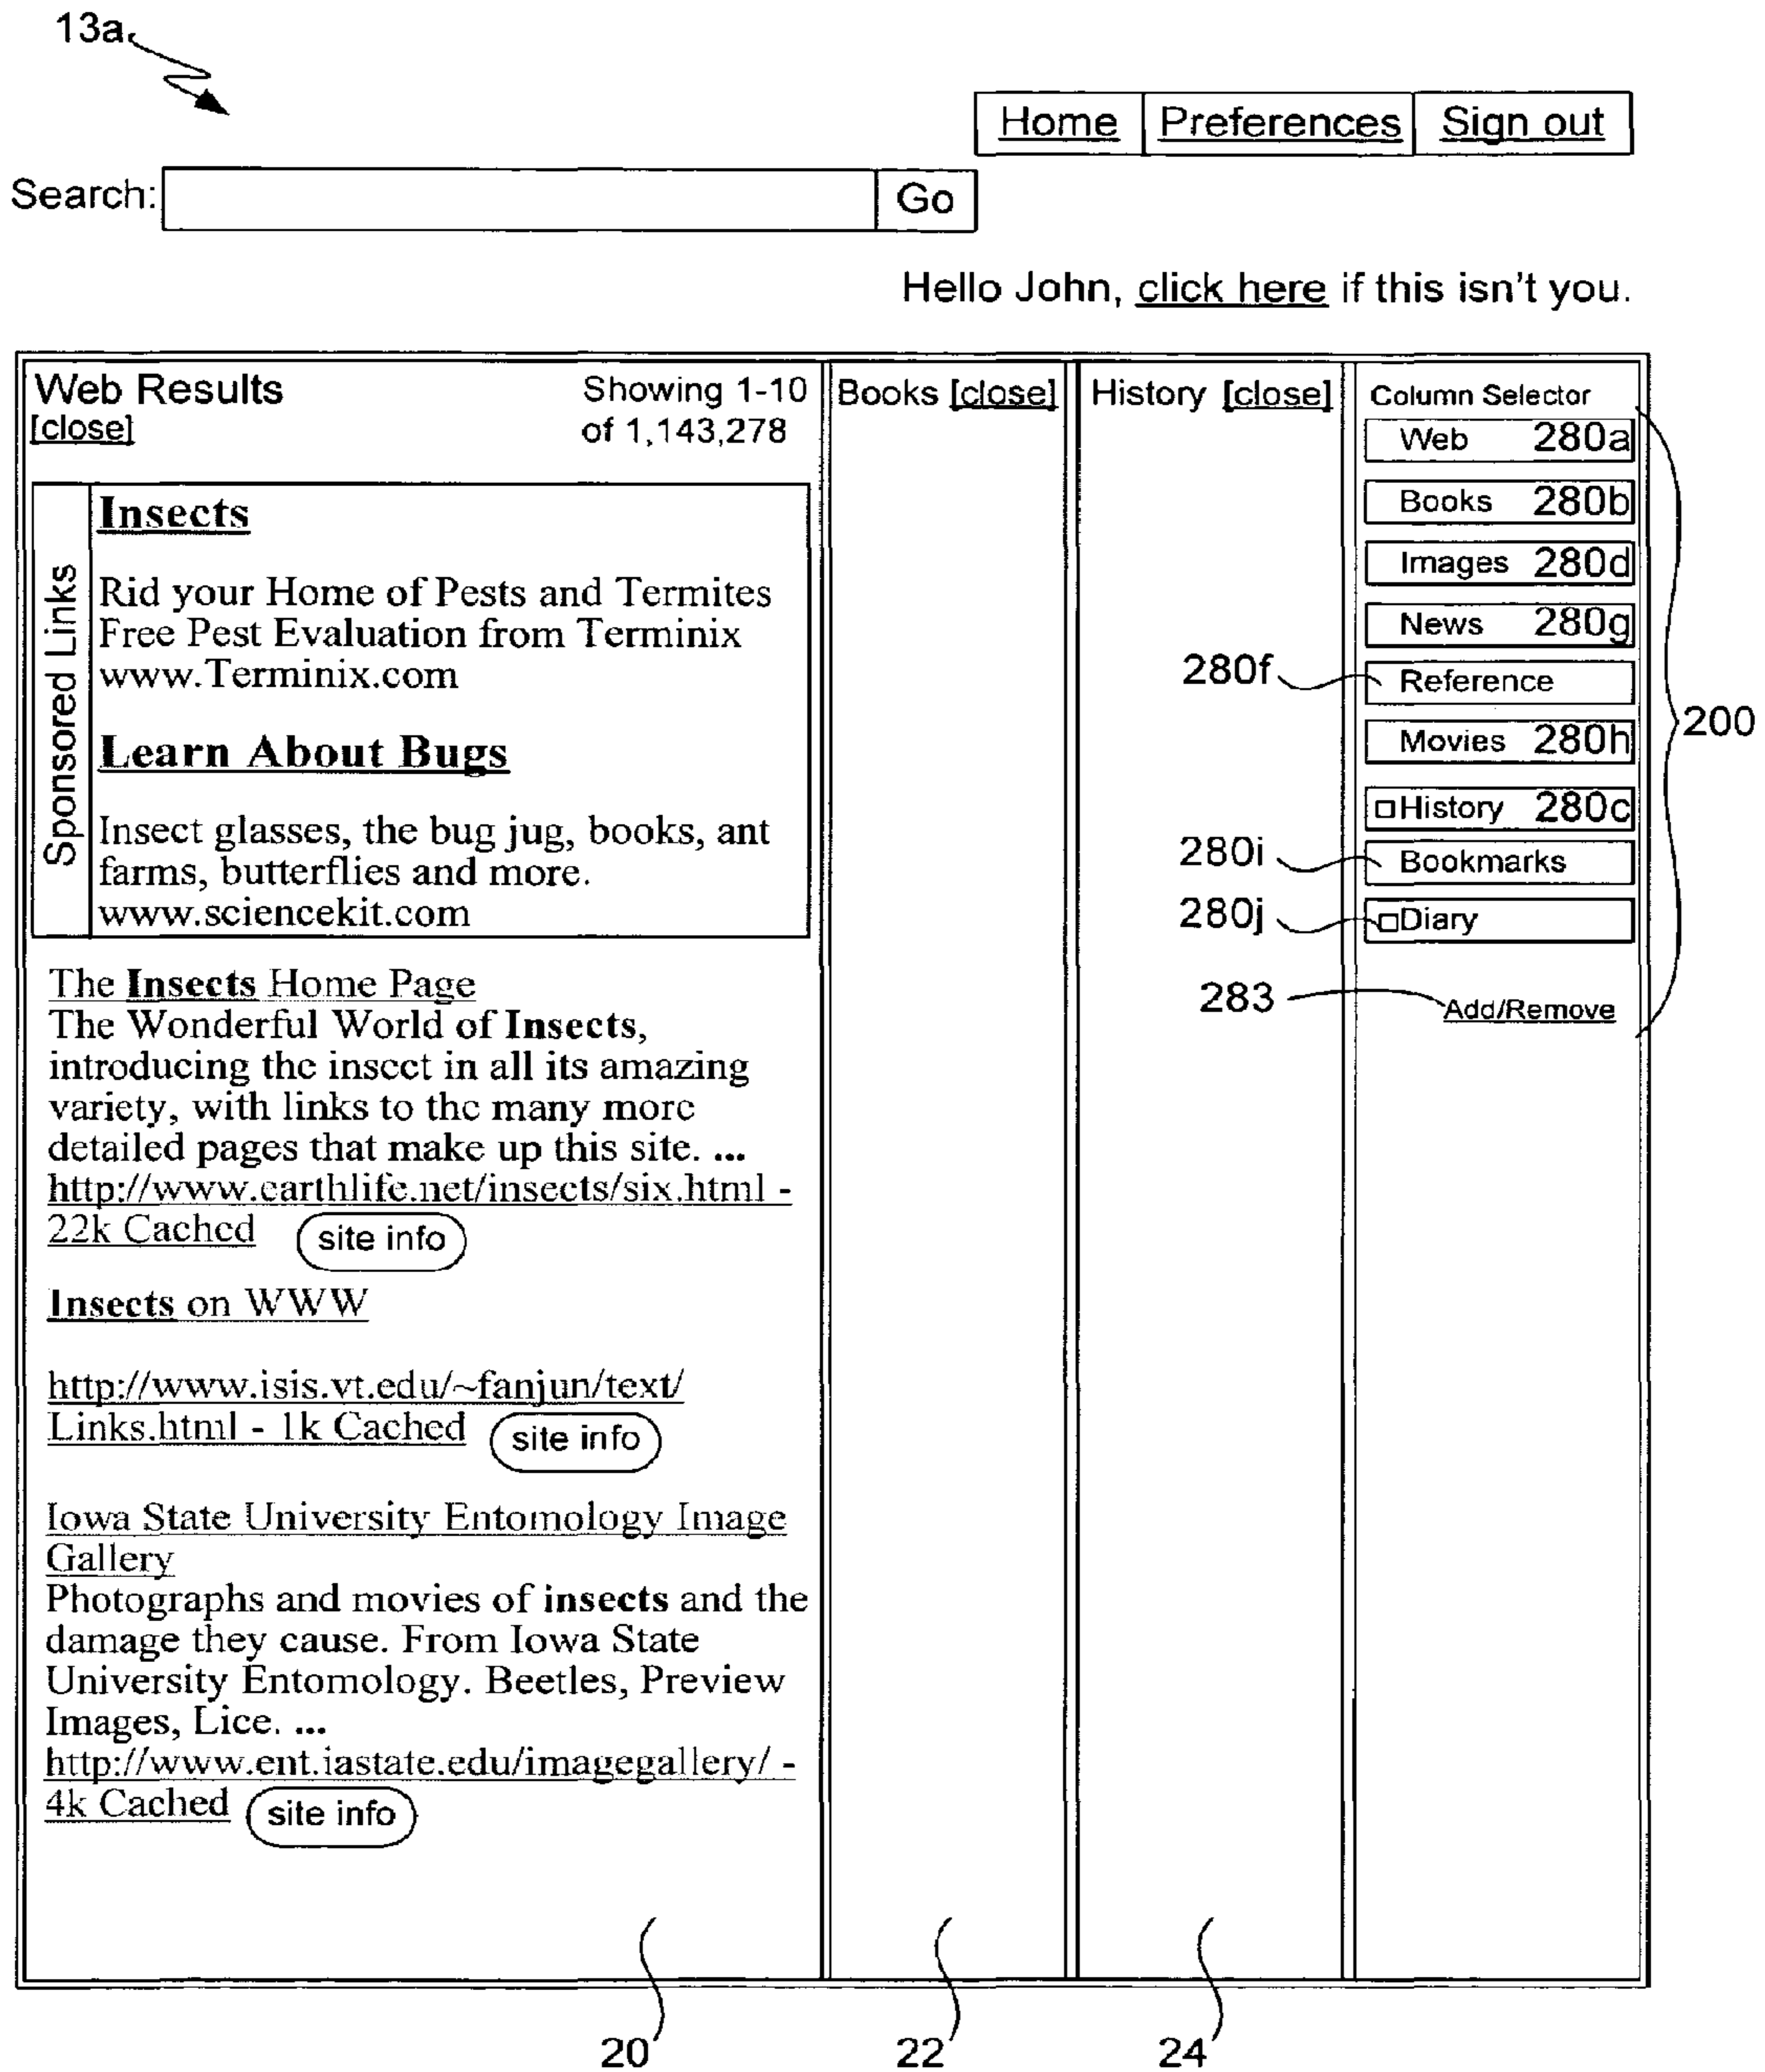 13a
Home Preferences Sign out
Search: Go
Hello John, click here if this isn't you.
Web Results
[close]
Showing 1-10
of 1,143,278
Sponsored Links
Insects
Rid your Home of Pests and Termites
Free Pest Evaluation from Terminix
www.Terminix.com
Learn About Bugs
Insect glasses, the bug jug, books, ant
farms, butterflies and more.
www.sciencekit.com
The Insects Home Page
The Wonderful World of Insects,
introducing the insect in all its amazing
variety, with links to the many more
detailed pages that make up this site. ...
http://www.earthlife.net/insects/six.html -
22k Cached site info
Insects on WWW
http://www.isis.vt.edu/~fanjun/text/
Links.html - 1k Cached site info
Iowa State University Entomology Image
Gallery
Photographs and movies of insects and the
damage they cause. From Iowa State
University Entomology. Beetles, Preview
Images, Lice. ...
http://www.ent.iastate.edu/imagegallery/ -
4k Cached site info
Books [close]
History [close]
Column Selector
Web 280a
Books 280b
Images 280d
News 280g
280f Reference
Movies 280h
History 280c
280i Bookmarks
280j Diary
283 Add/Remove
200
20 22 24